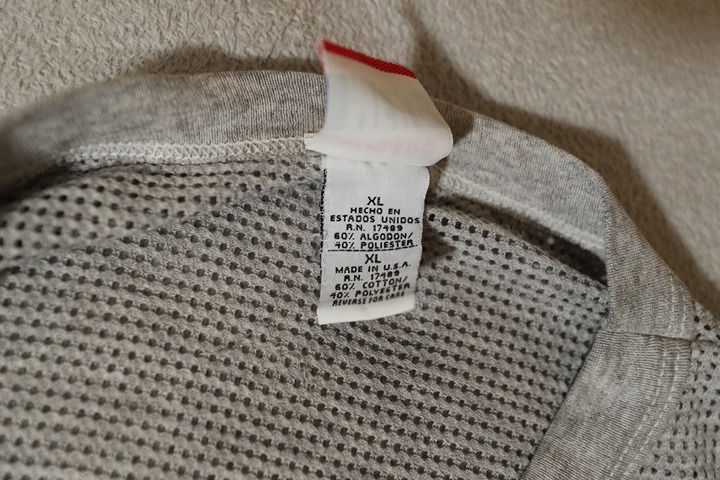 XL
HECHO EN
ESTADOS UNIDOS
R.N. 17489
60% ALGODON/
40% POLIESTER
XL
MADE IN U.S.A.
R.N. 17489
60% COTTON/
40% POLYESTER
REVERSE FOR CARE